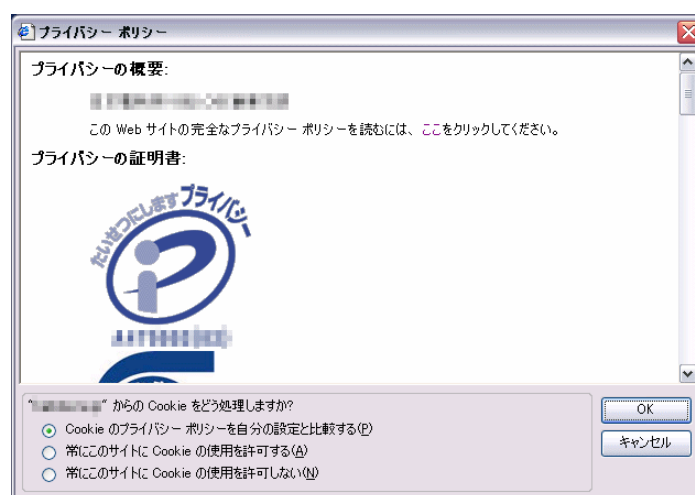 プライバシー ポリシー
プライバシーの概要:
この Web サイトの完全なプライバシー ポリシーを読むには、ここをクリックしてください。
プライバシーの証明書:
たいせつにしますプライバシー
" " からの Cookie をどう処理しますか?
Cookie のプライバシー ポリシーを自分の設定と比較する(P)
常にこのサイトに Cookie の使用を許可する(A)
常にこのサイトに Cookie の使用を許可しない(N)
OK
キャンセル